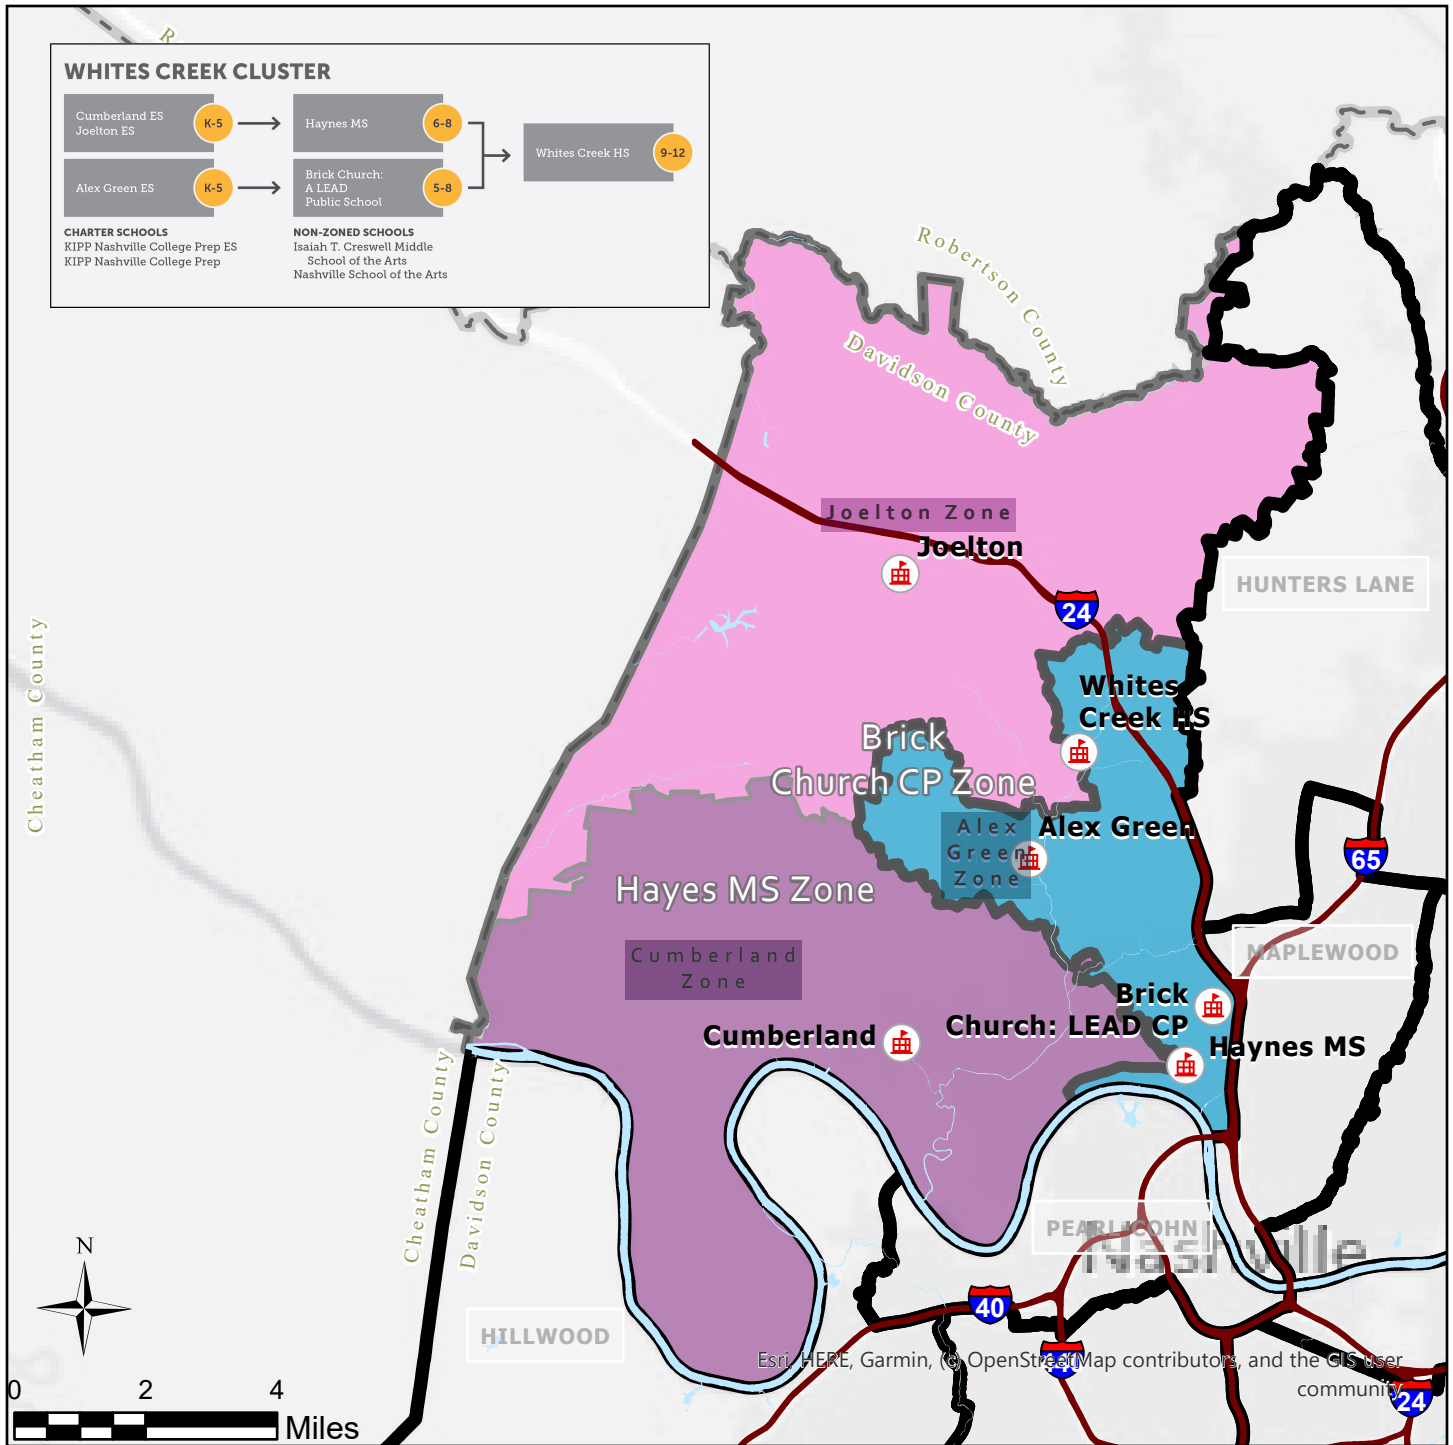 R
WHITES CREEK CLUSTER
Cumberland ES
Joelton ES
K-5
Haynes MS
6-8
Whites Creek HS
9-12
Alex Green ES
K-5
Brick Church:
A LEAD
Public School
5-8
CHARTER SCHOOLS
KIPP Nashville College Prep ES
KIPP Nashville College Prep
NON-ZONED SCHOOLS
Isaiah T. Creswell Middle
School of the Arts
Nashville School of the Arts
Robertson County
Davidson County
Joelton Zone
Joelton
24
HUNTERS LANE
Cheatham County
Whites
Creek HS
Brick
Church CP Zone
Alex
Green
Zone
Alex Green
65
Hayes MS Zone
Cumberland
Zone
MAPLEWOOD
Brick
Church: LEAD CP
Cumberland
Haynes MS
Cheatham County
Davidson County
PEARL COHN
Nashville
N
40
HILLWOOD
Esri, HERE, Garmin, (c) OpenStreetMap contributors, and the GIS user
community
24
0 2 4
Miles